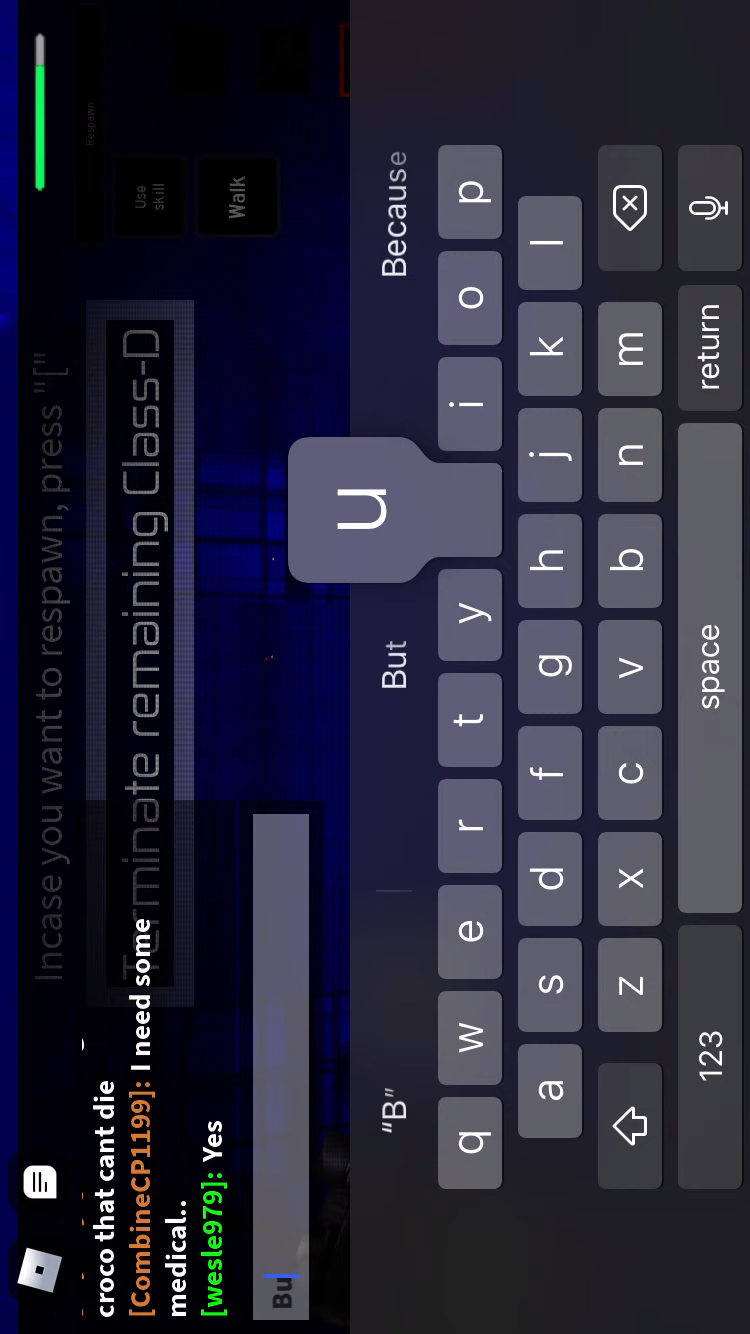 Incase you want to respawn, press "["
Terminate remaining Class-D
Respawn
Use
skill
Walk
croco that cant die
[CombineCP1199]: I need some
medical..
[wesle979]: Yes
Bu
"B" But Because
q w e r t y u i o p
a s d f g h j k l
z x c v b n m
123 space return